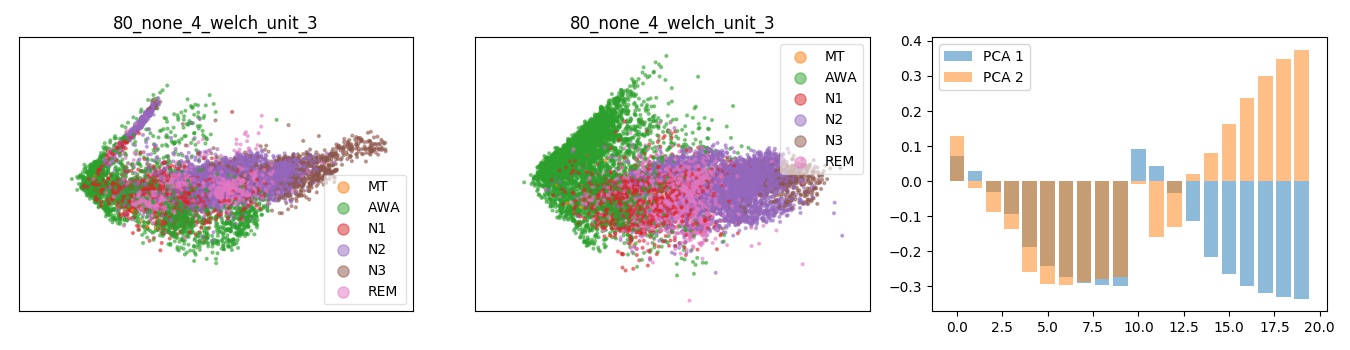 80_none_4_welch_unit_3
MT
AWA
N1
N2
N3
REM
80_none_4_welch_unit_3
MT
AWA
N1
N2
N3
REM
PCA 1
PCA 2
0.4
0.3
0.2
0.1
0.0
−0.1
−0.2
−0.3
0.0 2.5 5.0 7.5 10.0 12.5 15.0 17.5 20.0